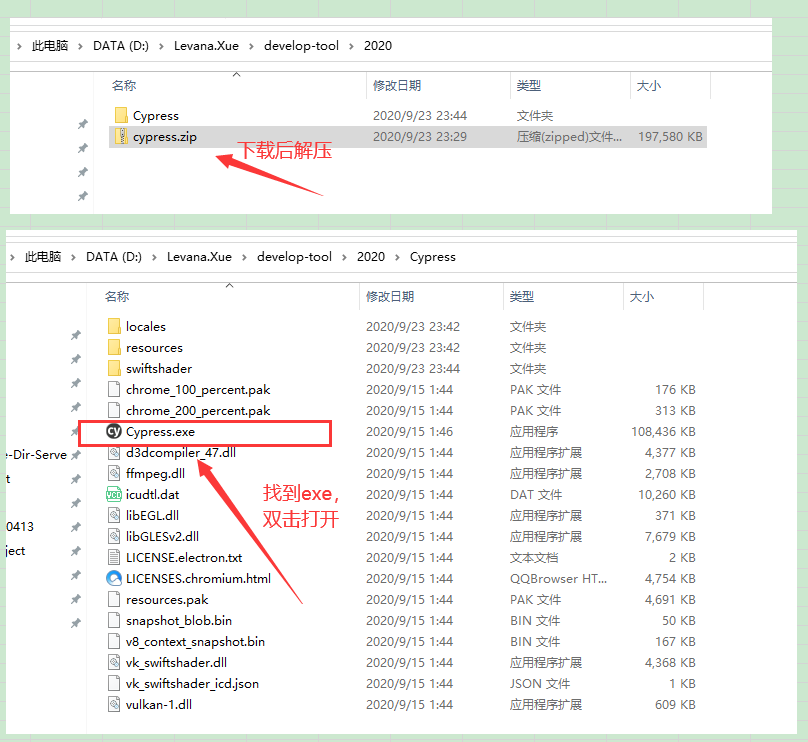 此电脑 > DATA (D:) > Levana.Xue > develop-tool > 2020
名称 修改日期 类型 大小
Cypress 2020/9/23 23:44 文件夹
cypress.zip 2020/9/23 23:29 压缩(zipped)文件... 197,580 KB
下载后解压
此电脑 > DATA (D:) > Levana.Xue > develop-tool > 2020 > Cypress
名称 修改日期 类型 大小
locales 2020/9/23 23:42 文件夹
resources 2020/9/23 23:42 文件夹
swiftshader 2020/9/23 23:44 文件夹
chrome_100_percent.pak 2020/9/15 1:44 PAK 文件 176 KB
chrome_200_percent.pak 2020/9/15 1:44 PAK 文件 313 KB
Cypress.exe 2020/9/15 1:46 应用程序 108,436 KB
e-Dir-Serve d3dcompiler_47.dll 2020/9/15 1:44 应用程序扩展 4,377 KB
t ffmpeg.dll 2020/9/15 1:44 应用程序扩展 2,708 KB
icudtl.dat 2020/9/15 1:44 DAT 文件 10,260 KB
找到exe，
libEGL.dll 2020/9/15 1:44 应用程序扩展 371 KB
双击打开
0413 libGLESv2.dll 2020/9/15 1:44 应用程序扩展 7,679 KB
ject LICENSE.electron.txt 2020/9/15 1:44 文本文档 2 KB
LICENSES.chromium.html 2020/9/15 1:44 QQBrowser HT... 4,754 KB
resources.pak 2020/9/15 1:44 PAK 文件 4,691 KB
snapshot_blob.bin 2020/9/15 1:44 BIN 文件 50 KB
v8_context_snapshot.bin 2020/9/15 1:44 BIN 文件 167 KB
vk_swiftshader.dll 2020/9/15 1:44 应用程序扩展 4,368 KB
vk_swiftshader_icd.json 2020/9/15 1:44 JSON 文件 1 KB
vulkan-1.dll 2020/9/15 1:44 应用程序扩展 609 KB